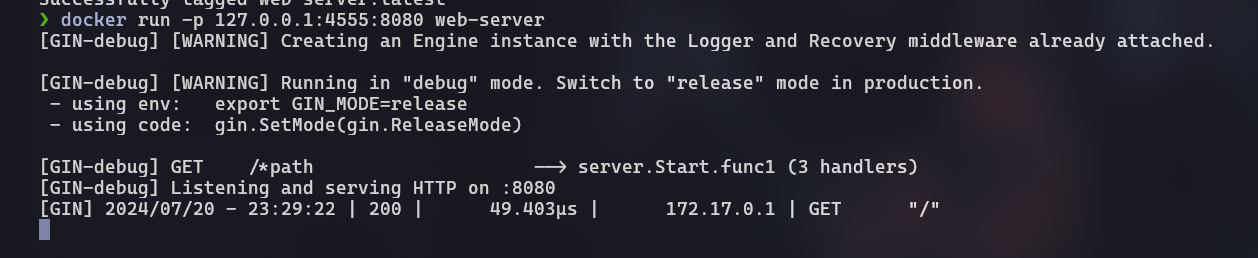 Successfully tagged web-server:latest
❯ docker run -p 127.0.0.1:4555:8080 web-server
[GIN-debug] [WARNING] Creating an Engine instance with the Logger and Recovery middleware already attached.
[GIN-debug] [WARNING] Running in "debug" mode. Switch to "release" mode in production.
- using env: export GIN_MODE=release
- using code: gin.SetMode(gin.ReleaseMode)
[GIN-debug] GET /*path --> server.Start.func1 (3 handlers)
[GIN-debug] Listening and serving HTTP on :8080
[GIN] 2024/07/20 - 23:29:22 | 200 | 49.403µs | 172.17.0.1 | GET "/"